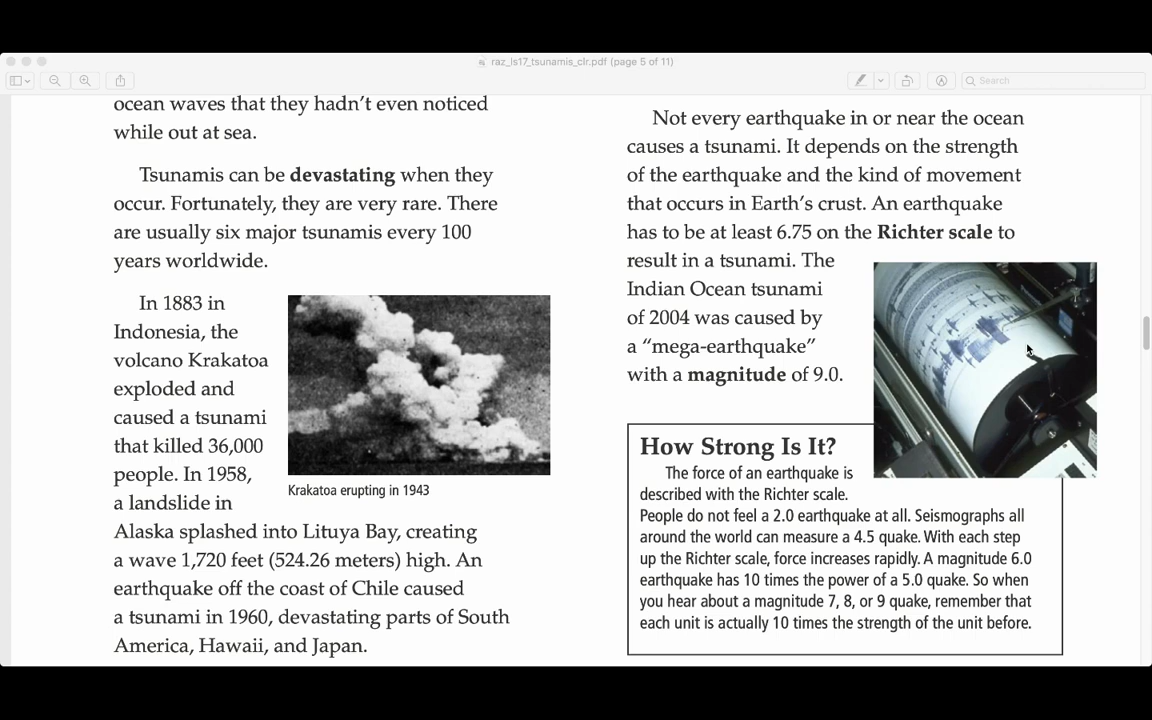 raz_ls17_tsunamis_clr.pdf (page 5 of 11)
Search
ocean waves that they hadn't even noticed
while out at sea.
Tsunamis can be devastating when they
occur. Fortunately, they are very rare. There
are usually six major tsunamis every 100
years worldwide.
In 1883 in
Indonesia, the
volcano Krakatoa
exploded and
caused a tsunami
that killed 36,000
people. In 1958,
a landslide in
Alaska splashed into Lituya Bay, creating
a wave 1,720 feet (524.26 meters) high. An
earthquake off the coast of Chile caused
a tsunami in 1960, devastating parts of South
America, Hawaii, and Japan.
Krakatoa erupting in 1943
Not every earthquake in or near the ocean
causes a tsunami. It depends on the strength
of the earthquake and the kind of movement
that occurs in Earth's crust. An earthquake
has to be at least 6.75 on the Richter scale to
result in a tsunami. The
Indian Ocean tsunami
of 2004 was caused by
a “mega-earthquake”
with a magnitude of 9.0.
How Strong Is It?
The force of an earthquake is
described with the Richter scale.
People do not feel a 2.0 earthquake at all. Seismographs all
around the world can measure a 4.5 quake. With each step
up the Richter scale, force increases rapidly. A magnitude 6.0
earthquake has 10 times the power of a 5.0 quake. So when
you hear about a magnitude 7, 8, or 9 quake, remember that
each unit is actually 10 times the strength of the unit before.